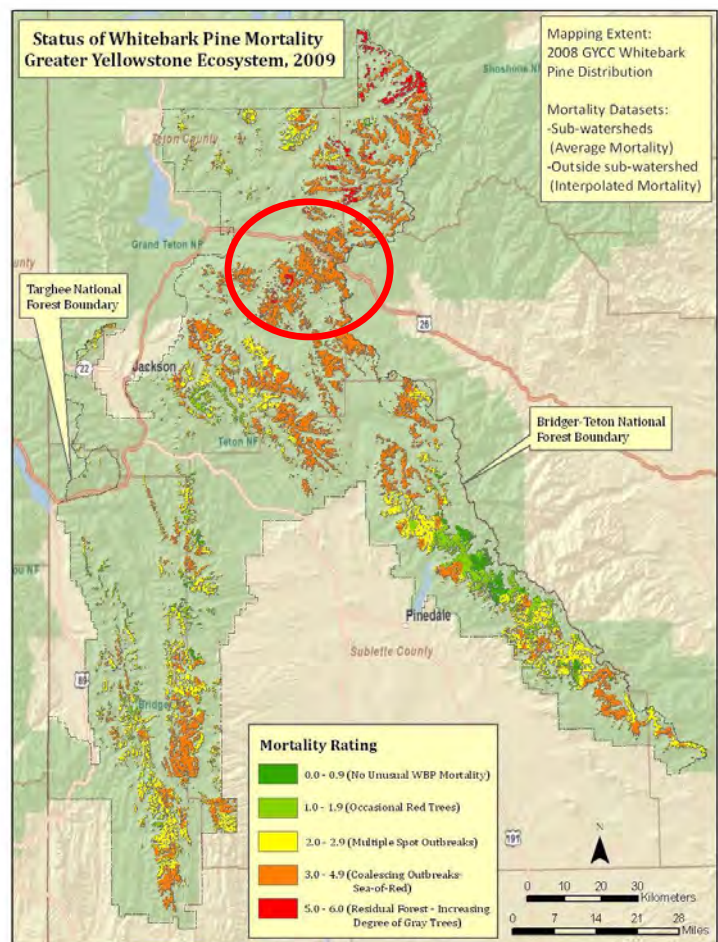 Status of Whitebark Pine Mortality
Greater Yellowstone Ecosystem, 2009
Mapping Extent:
2008 GYCC Whitebark
Pine Distribution
Mortality Datasets:
-Sub-watersheds
(Average Mortality)
-Outside sub-watershed
(Interpolated Mortality)
Shoshone NF
Teton County
Grand Teton NP
unty
Targhee National
Forest Boundary
26
22
Jackson
Bridger-Teton National
Forest Boundary
Teton NF
ou NF
Pinedale
Sublette County
89
Bridger
Mortality Rating
0.0 - 0.9 (No Unusual WBP Mortality)
1.0 - 1.9 (Occasional Red Trees)
2.0 - 2.9 (Multiple Spot Outbreaks)
3.0 - 4.9 (Coalescing Outbreaks-
Sea-of-Red)
5.0 - 6.0 (Residual Forest - Increasing
Degree of Gray Trees)
191
N
0 10 20 30
Kilometers
0 7 14 21 28
Miles